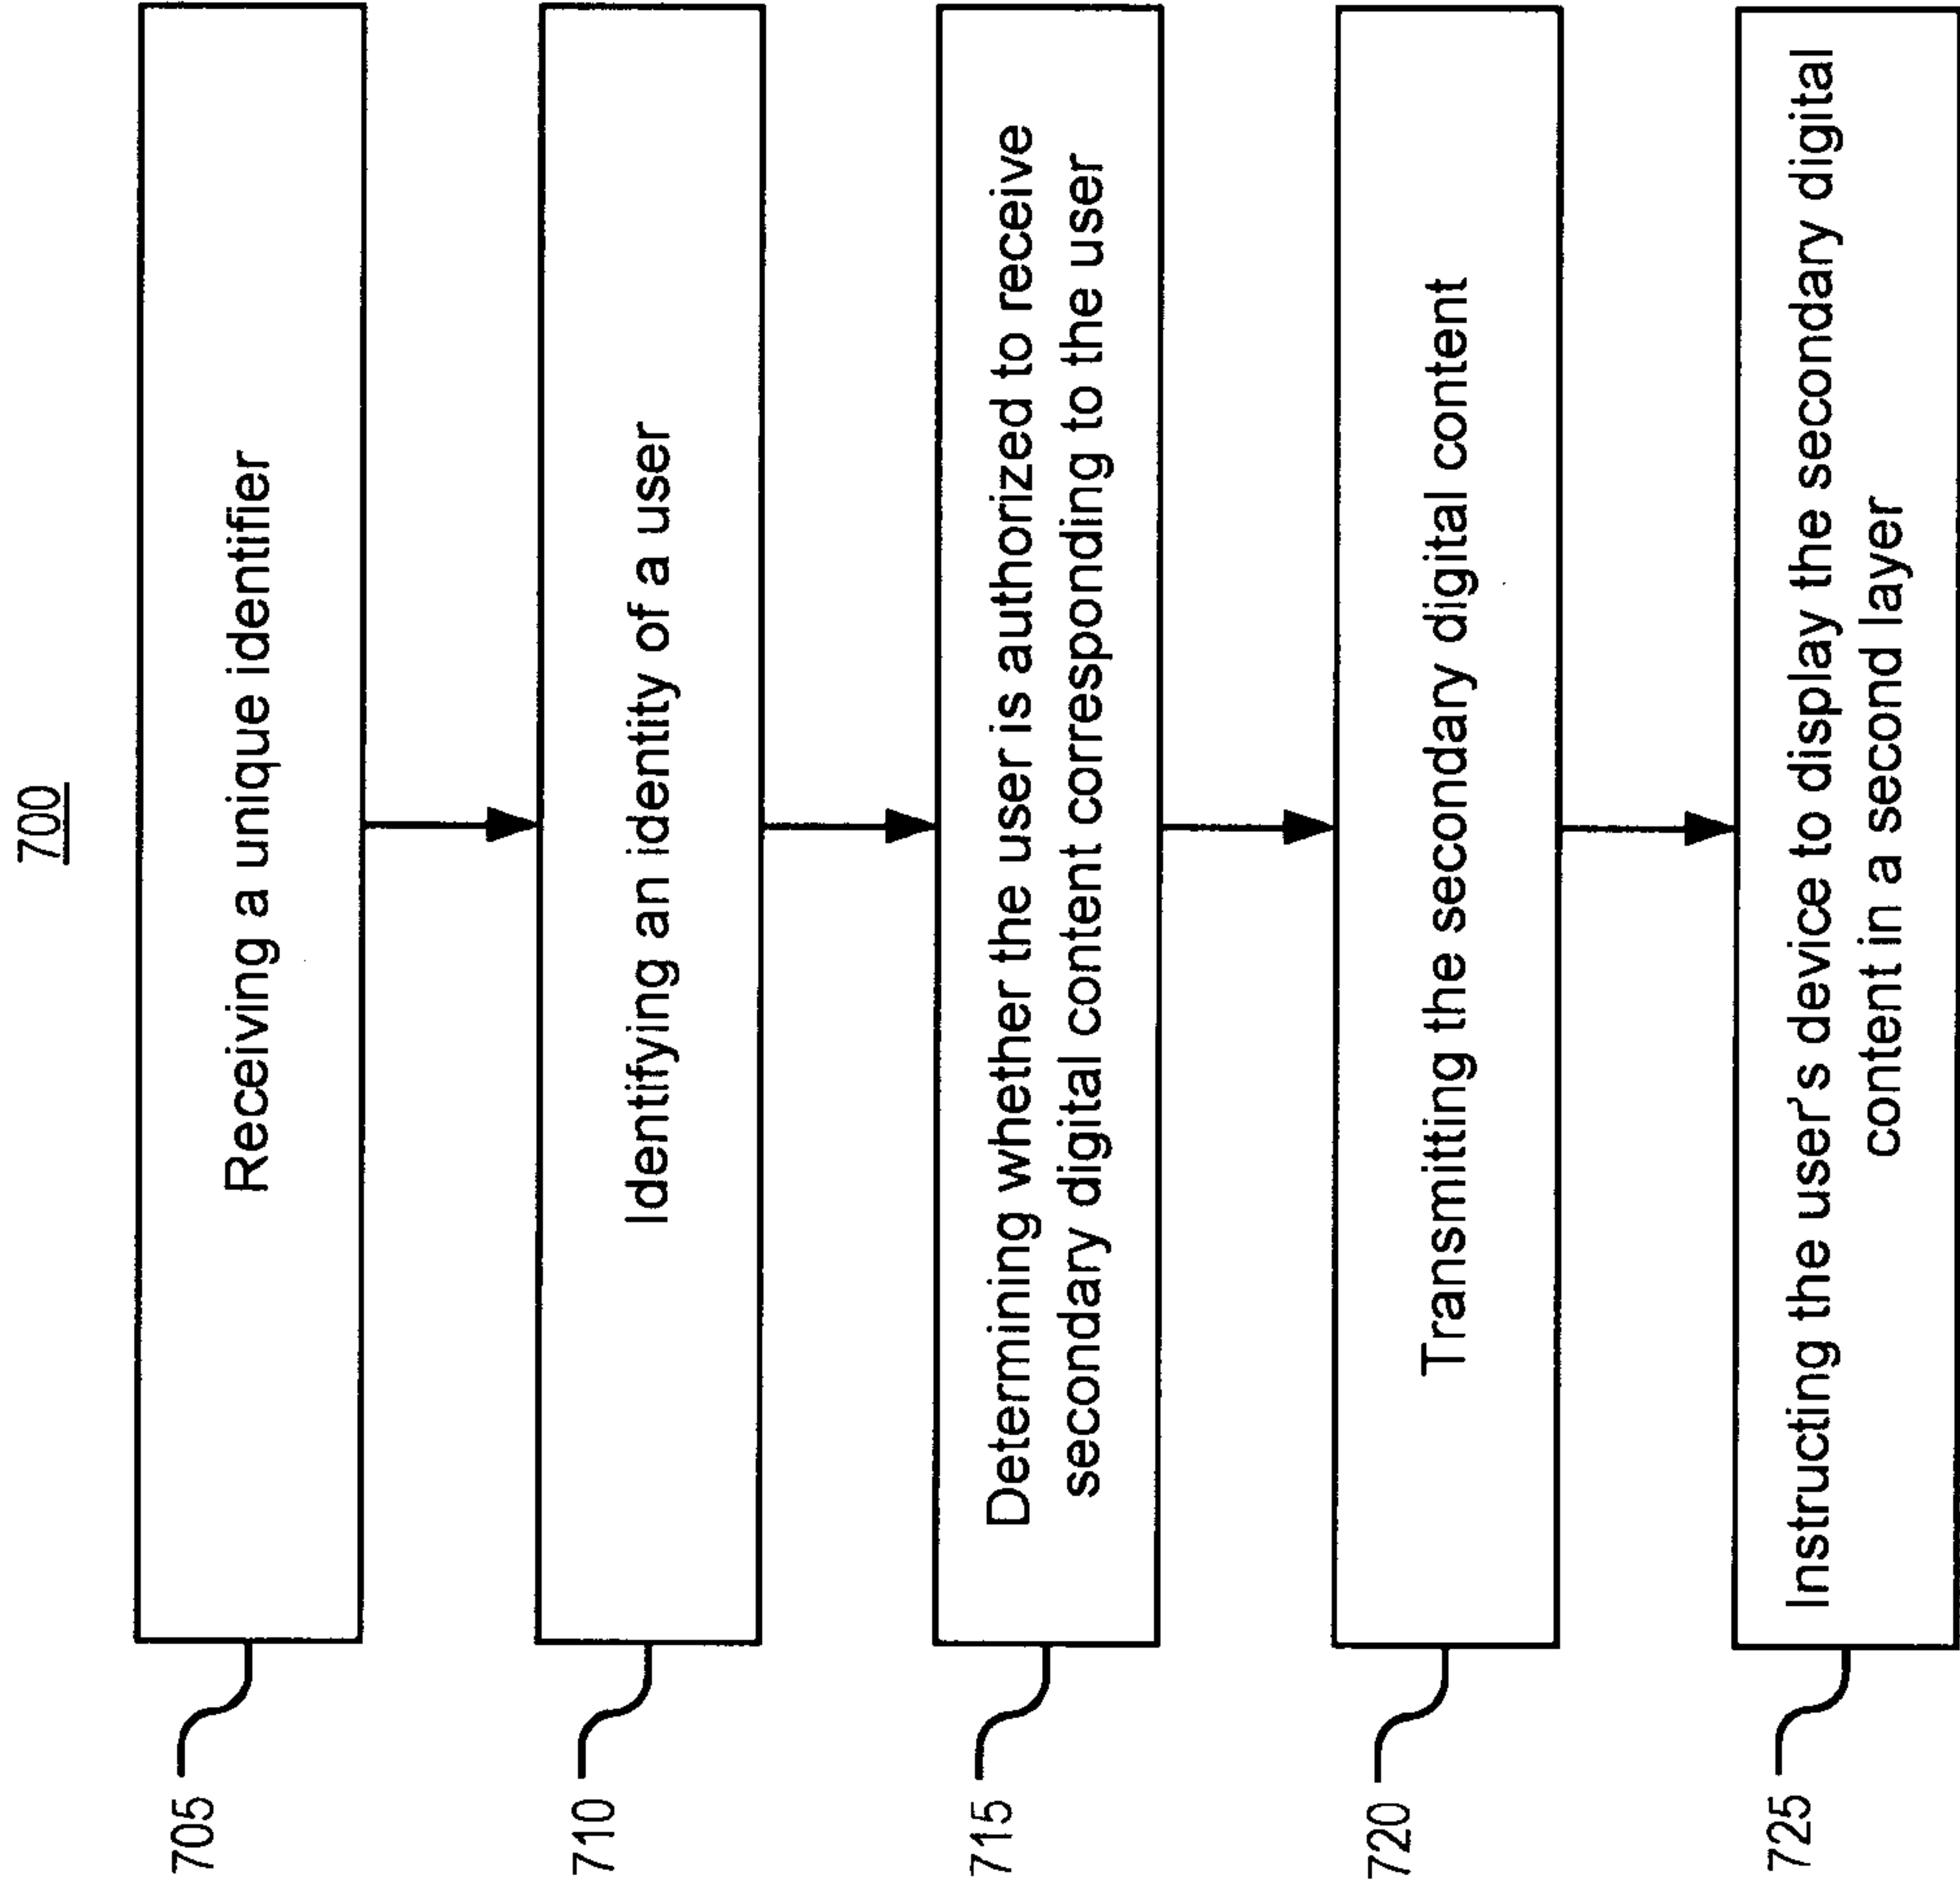 700
705
Receiving a unique identifier
710
Identifying an identity of a user
715
Determining whether the user is authorized to receive
secondary digital content corresponding to the user
720
Transmitting the secondary digital content
725
Instructing the user's device to display the secondary digital
content in a second layer